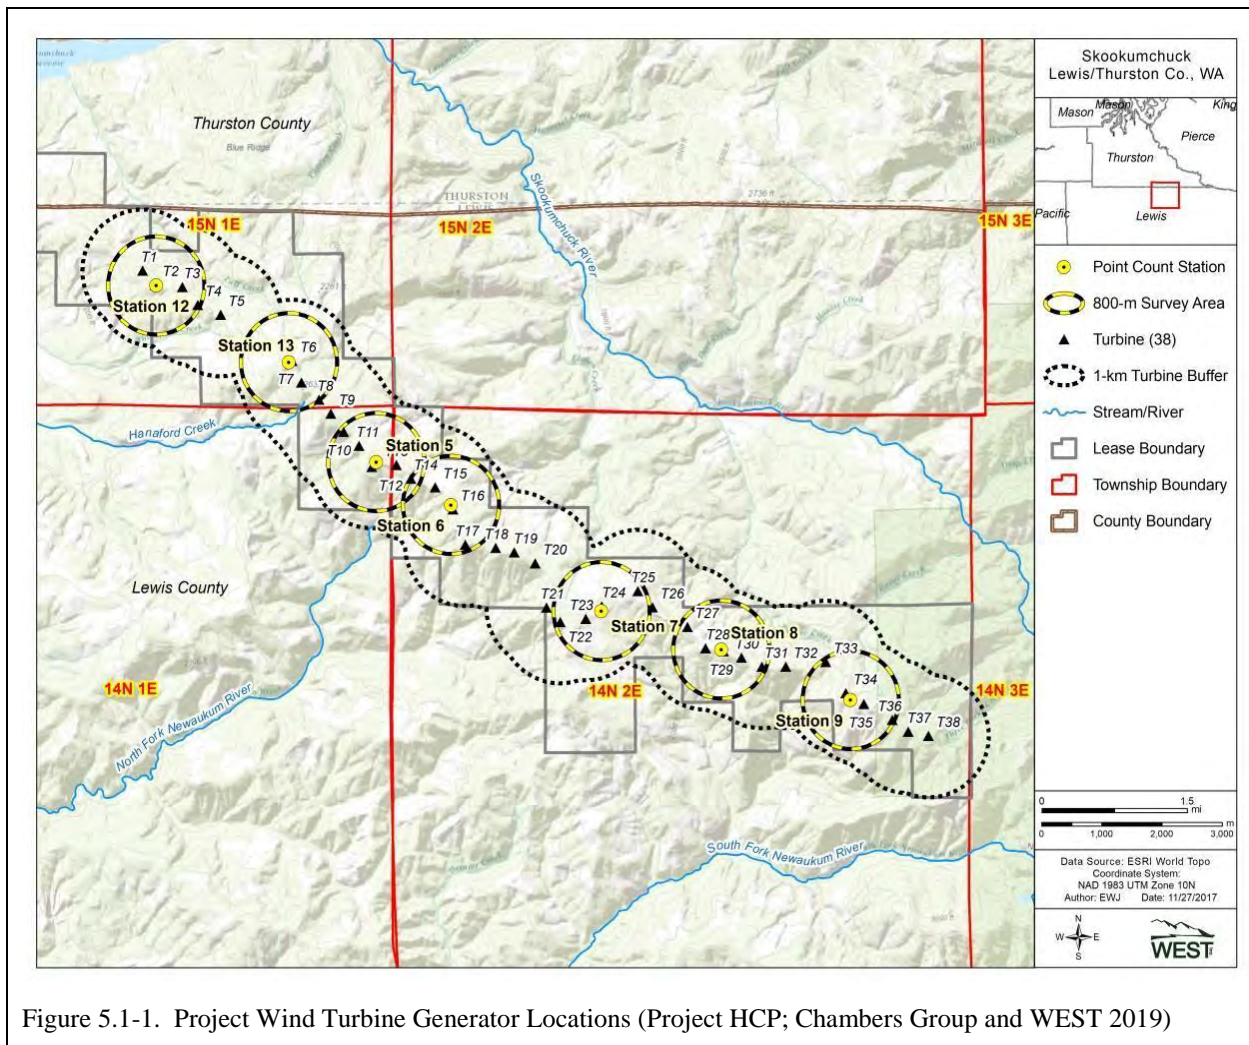 Skookumchuck
Lewis/Thurston Co., WA
Mason
Mason
King
Pierce
Thurston
Pacific
Lewis
Point Count Station
800-m Survey Area
Turbine (38)
1-km Turbine Buffer
Stream/River
Lease Boundary
Township Boundary
County Boundary
0 1.5
mi
m
0 1,000 2,000 3,000
Data Source: ESRI World Topo
Coordinate System:
NAD 1983 UTM Zone 10N
Author: EWJ Date: 11/27/2017
N
W E
S
WEST
Thurston County
Blue Ridge
THURSTON
LEWIS
2736 ft
Skookumchuck River
15N 1E
15N 2E
15N 3E
T1
T2
T3
Station 12
T4
T5
Station 13
T6
T7
T8
T9
Hanaford Creek
T11
T10
Station 5
T12
T14
T15
T16
Station 6
T17
T18
T19
T20
Lewis County
T21
T22
T23
T24
T25
T26
Station 7
T27
T28
Station 8
T29
T30
T31
T32
T33
T34
Station 9
T35
T36
T37
T38
14N 1E
14N 2E
14N 3E
North Fork Newaukum River
South Fork Newaukum River
Figure 5.1-1. Project Wind Turbine Generator Locations (Project HCP; Chambers Group and WEST 2019)